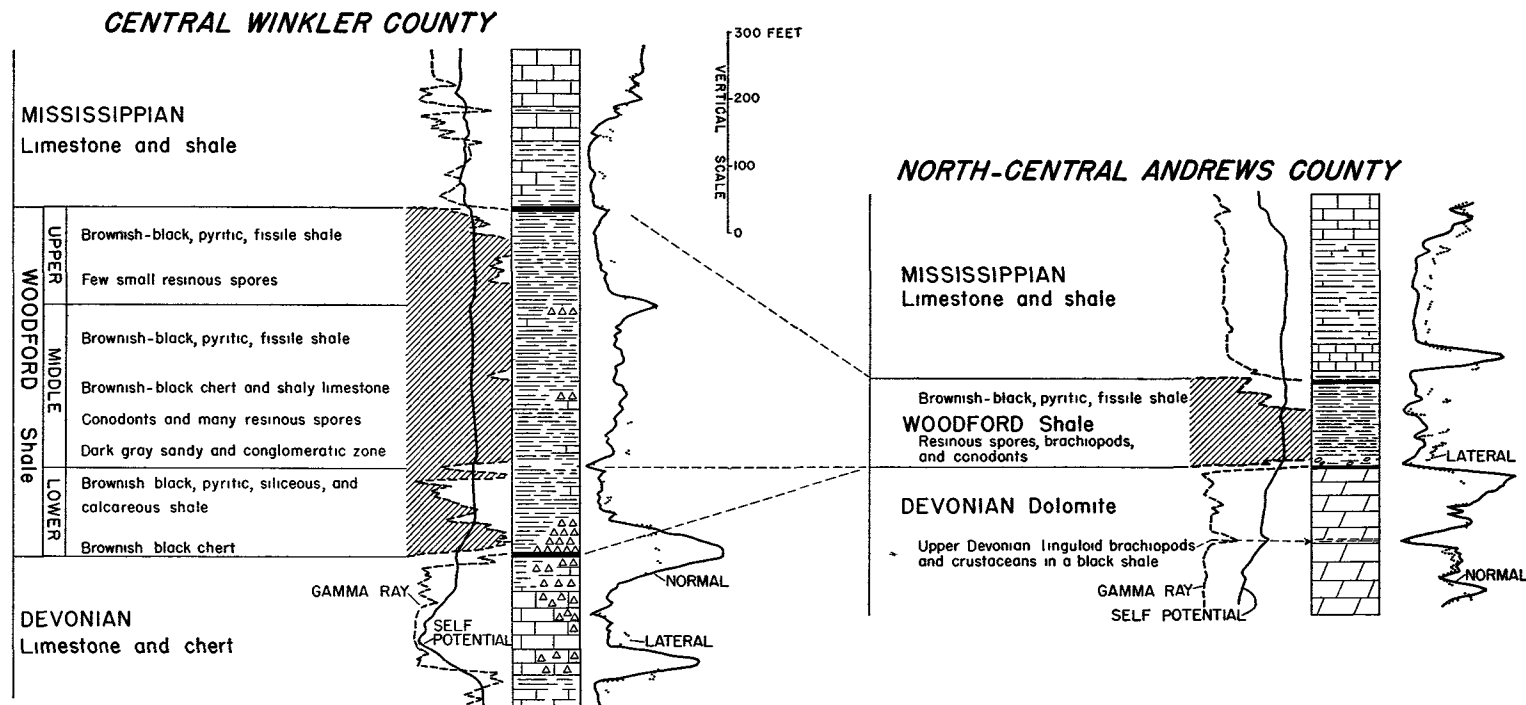 CENTRAL WINKLER COUNTY
MISSISSIPPIAN
Limestone and shale
WOODFORD Shale
UPPER
Brownish-black, pyritic, fissile shale
Few small resinous spores
MIDDLE
Brownish-black, pyritic, fissile shale
Brownish-black chert and shaly limestone
Conodonts and many resinous spores
Dark gray sandy and conglomeratic zone
LOWER
Brownish black, pyritic, siliceous, and
calcareous shale
Brownish black chert
DEVONIAN
Limestone and chert
GAMMA RAY
SELF
POTENTIAL
NORMAL
LATERAL
300 FEET
200
100
0
VERTICAL SCALE
NORTH-CENTRAL ANDREWS COUNTY
MISSISSIPPIAN
Limestone and shale
Brownish-black, pyritic, fissile shale
WOODFORD Shale
Resinous spores, brachiopods,
and conodonts
DEVONIAN Dolomite
Upper Devonian linguloid brachiopods
and crustaceans in a black shale
GAMMA RAY
SELF POTENTIAL
LATERAL
NORMAL